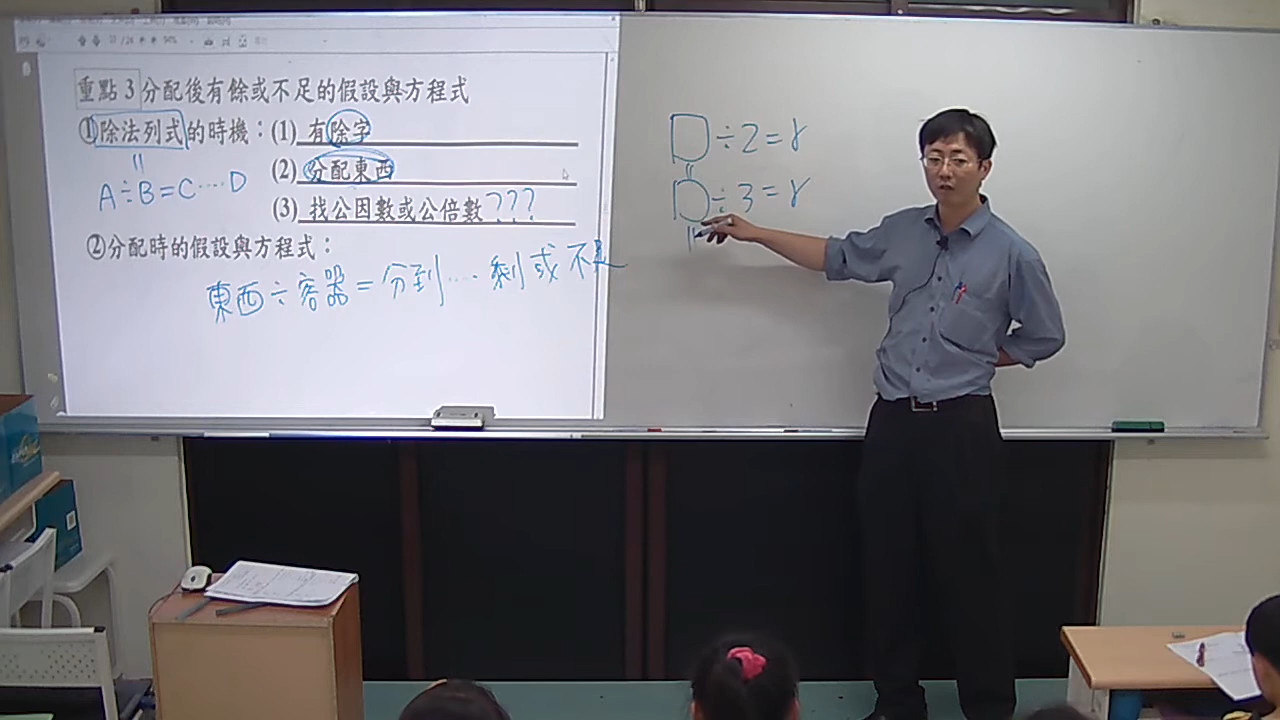 重點 3 分配後有餘或不足的假設與方程式
①除法列式的時機：(1) 有除字
(2) 分配東西
A÷B=C····D
(3) 找公因數或公倍數???
②分配時的假設與方程式：
東西÷容器=分到····剩或不足
□÷2=r
=
□÷3=r